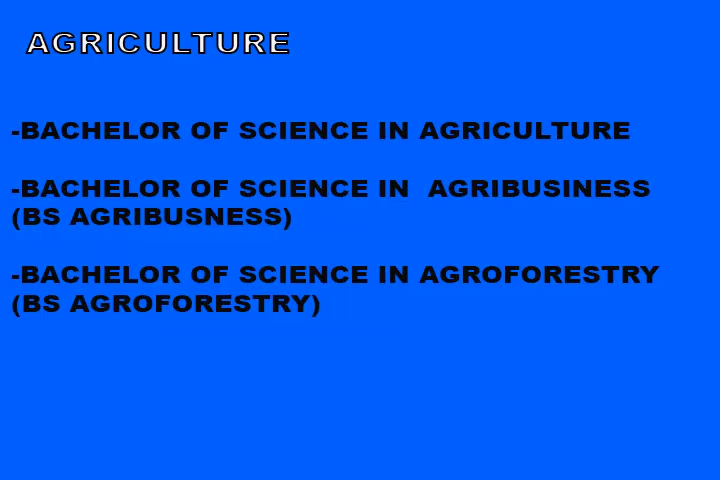 AGRICULTURE
-BACHELOR OF SCIENCE IN AGRICULTURE
-BACHELOR OF SCIENCE IN  AGRIBUSINESS
(BS AGRIBUSNESS)
-BACHELOR OF SCIENCE IN AGROFORESTRY
(BS AGROFORESTRY)